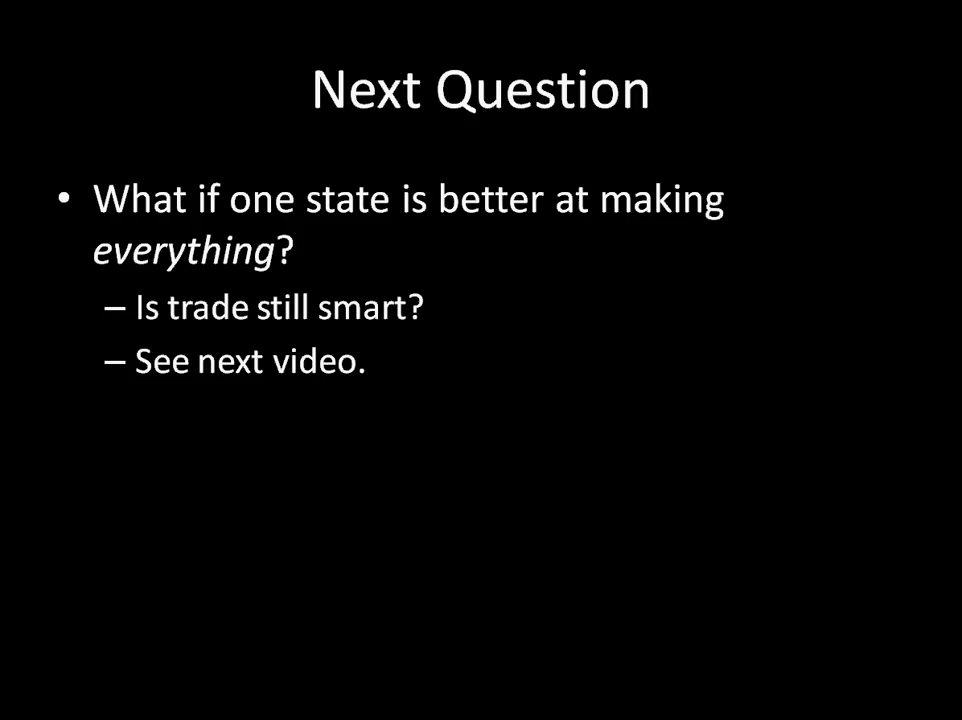 Next Question
• What if one state is better at making
everything?
– Is trade still smart?
– See next video.